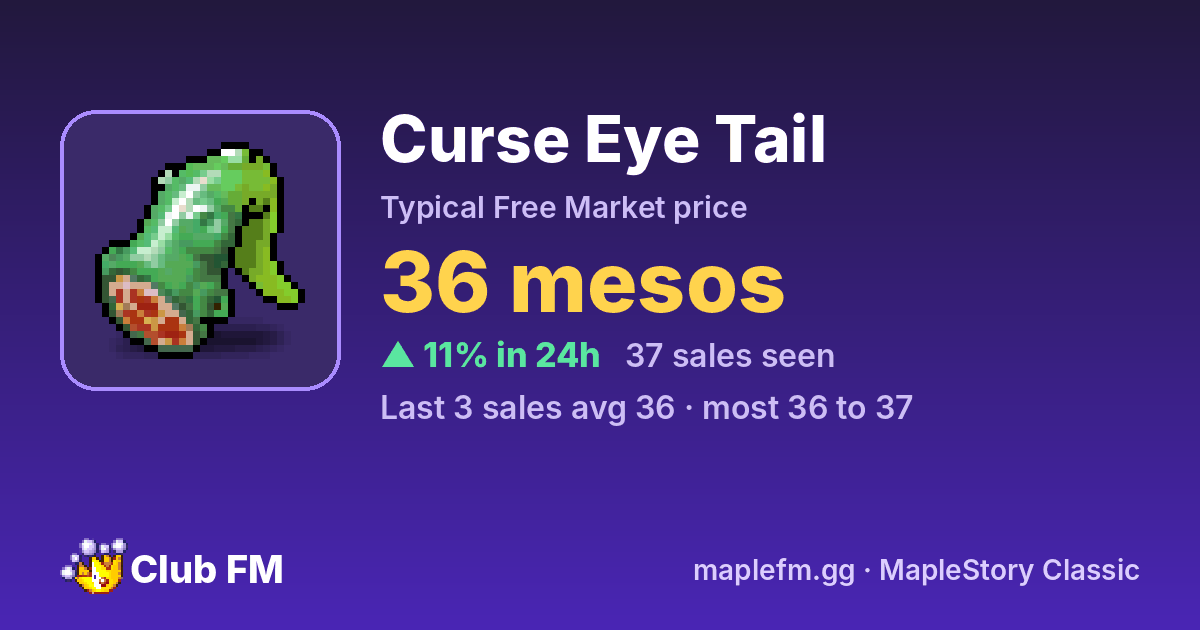 Curse Eye Tail
Typical Free Market price
36 mesos
▲ 11% in 24h 37 sales seen
Last 3 sales avg 36 · most 36 to 37
Club FM
maplefm.gg · MapleStory Classic